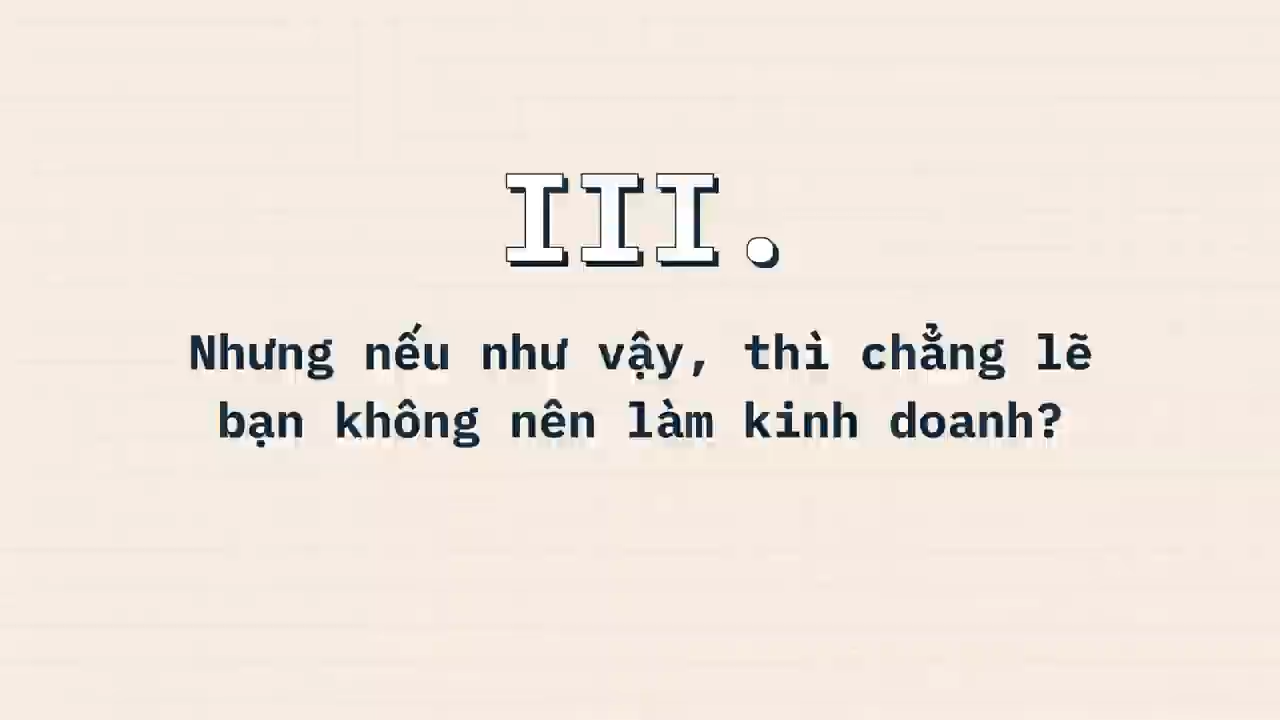 III.
Nhưng nếu như vậy, thì chẳng lẽ
bạn không nên làm kinh doanh?